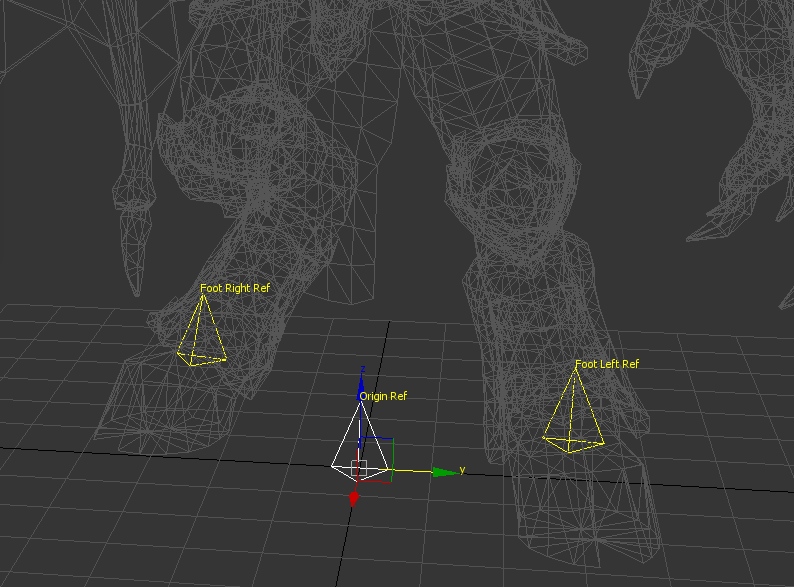 Foot Right Ref
Foot Left Ref
z
Origin Ref
y